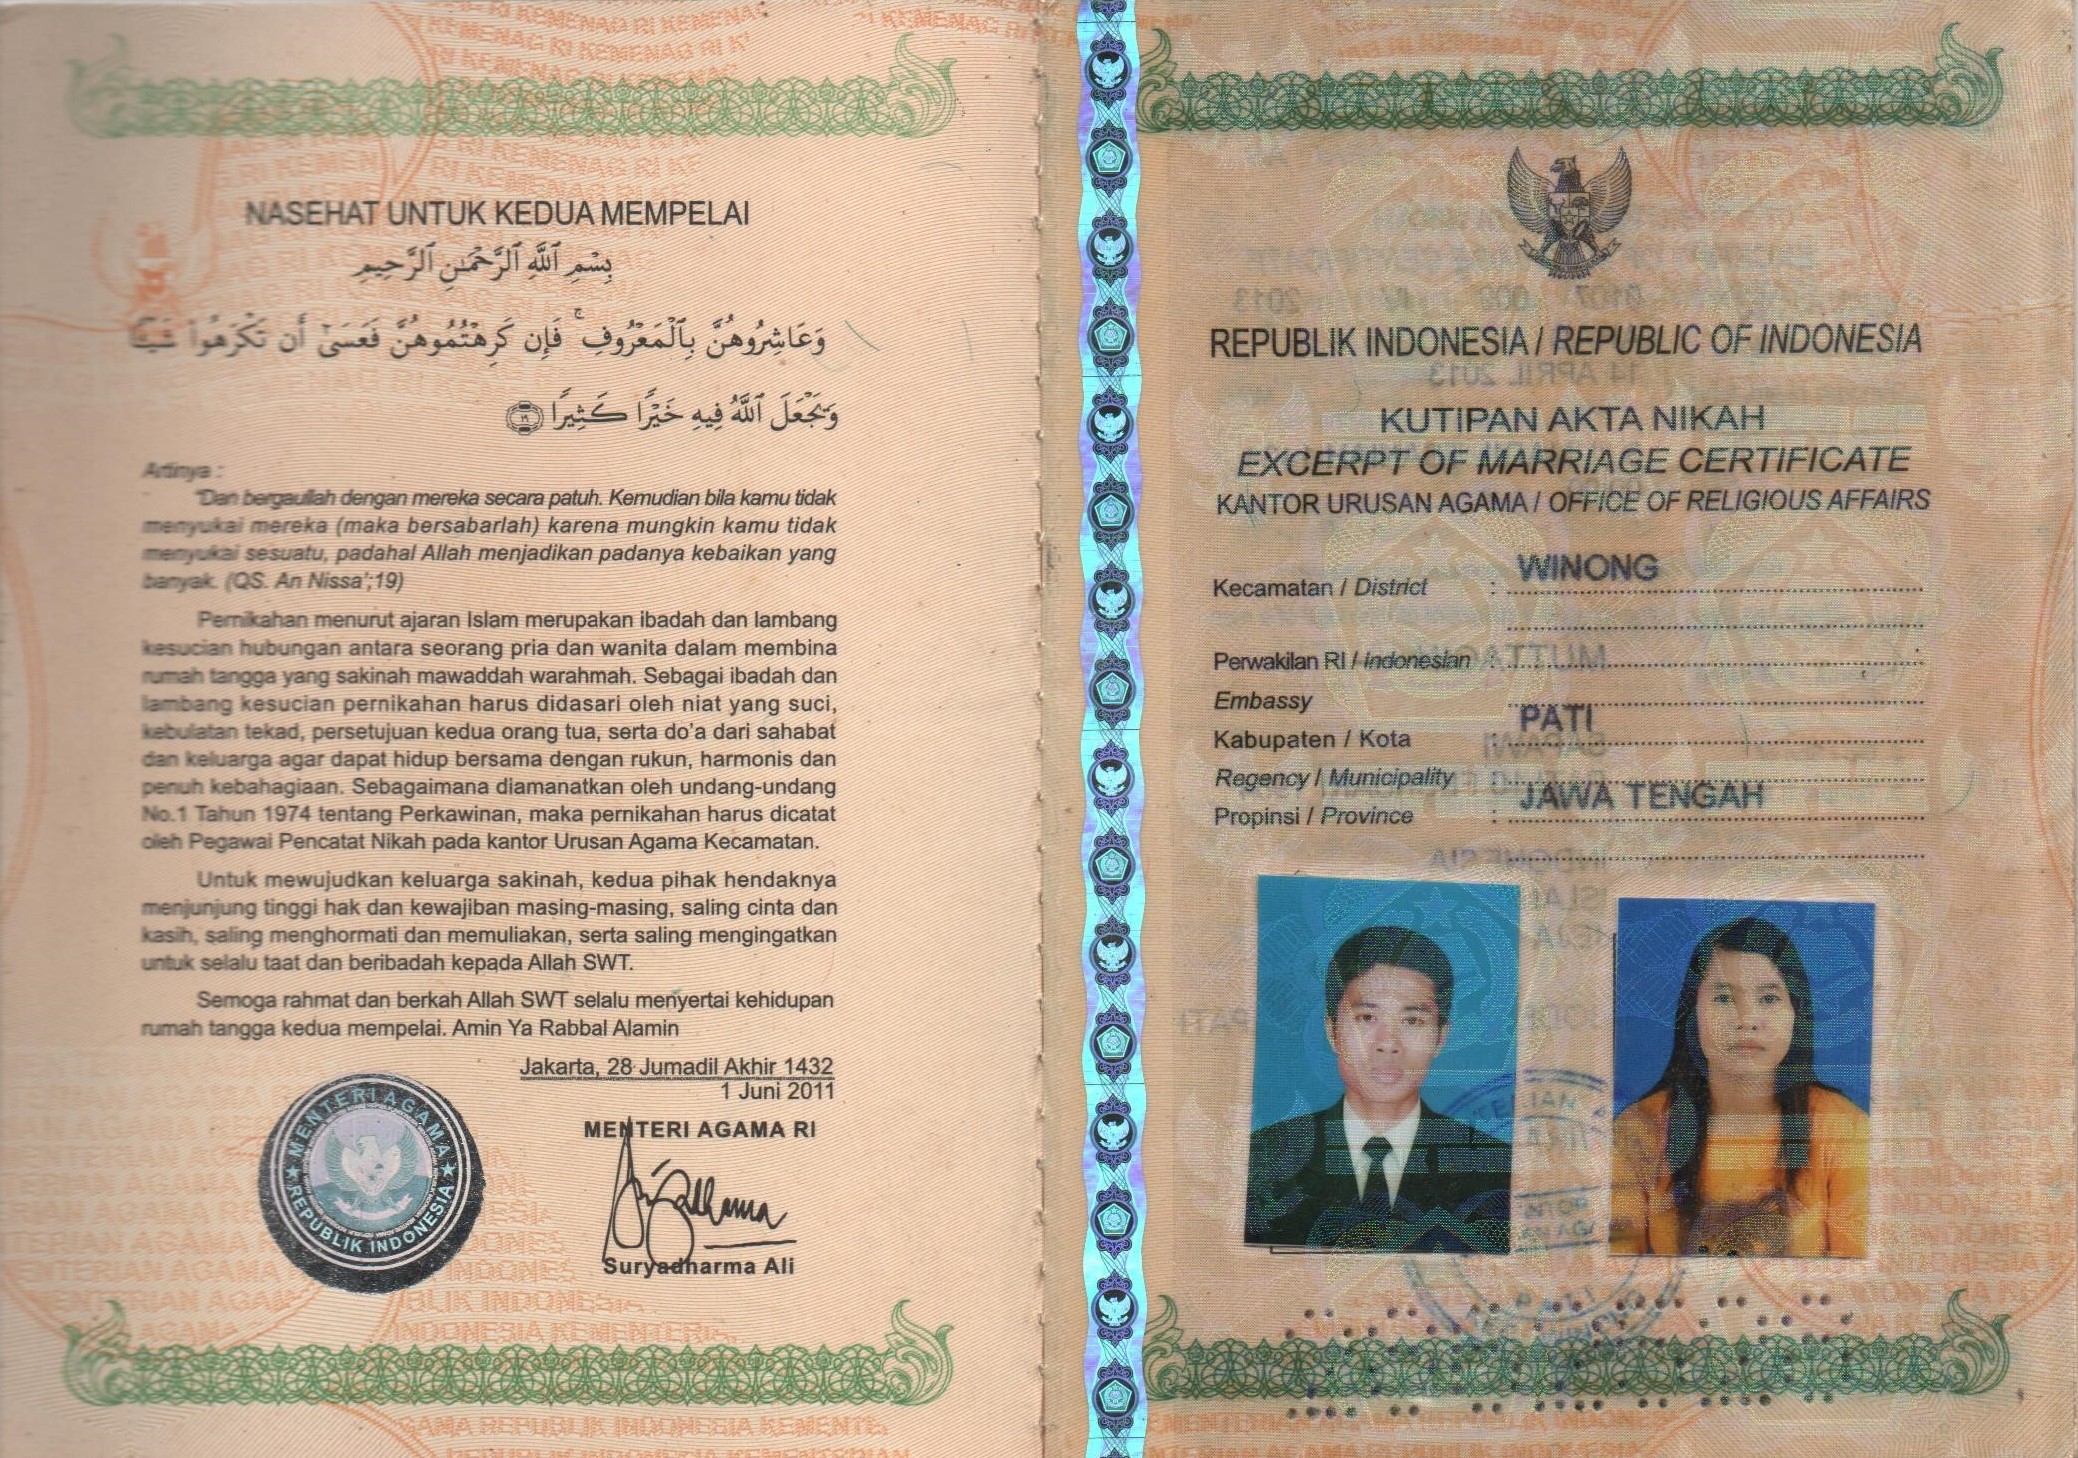 NASEHAT UNTUK KEDUA MEMPELAI
بِسْمِ ٱللَّهِ ٱلرَّحْمَٰنِ ٱلرَّحِيمِ
وَعَاشِرُوهُنَّ بِٱلْمَعْرُوفِ ۚ فَإِن كَرِهْتُمُوهُنَّ فَعَسَىٰٓ أَن تَكْرَهُوا۟ شَيْـًٔا
وَيَجْعَلَ ٱللَّهُ فِيهِ خَيْرًا كَثِيرًا ١٩
Artinya :
"Dan bergaullah dengan mereka secara patuh. Kemudian bila kamu tidak
menyukai mereka (maka bersabarlah) karena mungkin kamu tidak
menyukai sesuatu, padahal Allah menjadikan padanya kebaikan yang
banyak. (QS. An Nissa';19)
Pernikahan menurut ajaran Islam merupakan ibadah dan lambang
kesucian hubungan antara seorang pria dan wanita dalam membina
rumah tangga yang sakinah mawaddah warahmah. Sebagai ibadah dan
lambang kesucian pernikahan harus didasari oleh niat yang suci,
kebulatan tekad, persetujuan kedua orang tua, serta do'a dari sahabat
dan keluarga agar dapat hidup bersama dengan rukun, harmonis dan
penuh kebahagiaan. Sebagaimana diamanatkan oleh undang-undang
No.1 Tahun 1974 tentang Perkawinan, maka pernikahan harus dicatat
oleh Pegawai Pencatat Nikah pada kantor Urusan Agama Kecamatan.
Untuk mewujudkan keluarga sakinah, kedua pihak hendaknya
menjunjung tinggi hak dan kewajiban masing-masing, saling cinta dan
kasih, saling menghormati dan memuliakan, serta saling mengingatkan
untuk selalu taat dan beribadah kepada Allah SWT.
Semoga rahmat dan berkah Allah SWT selalu menyertai kehidupan
rumah tangga kedua mempelai. Amin Ya Rabbal Alamin
Jakarta, 28 Jumadil Akhir 1432
1 Juni 2011
MENTERI AGAMA RI
Suryadharma Ali
MENTERI AGAMA
REPUBLIK INDONESIA
REPUBLIK INDONESIA / REPUBLIC OF INDONESIA
KUTIPAN AKTA NIKAH
EXCERPT OF MARRIAGE CERTIFICATE
KANTOR URUSAN AGAMA / OFFICE OF RELIGIOUS AFFAIRS
Kecamatan / District : WINONG
Perwakilan RI / Indonesian :
Embassy
Kabupaten / Kota : PATI
Regency / Municipality
Propinsi / Province : JAWA TENGAH